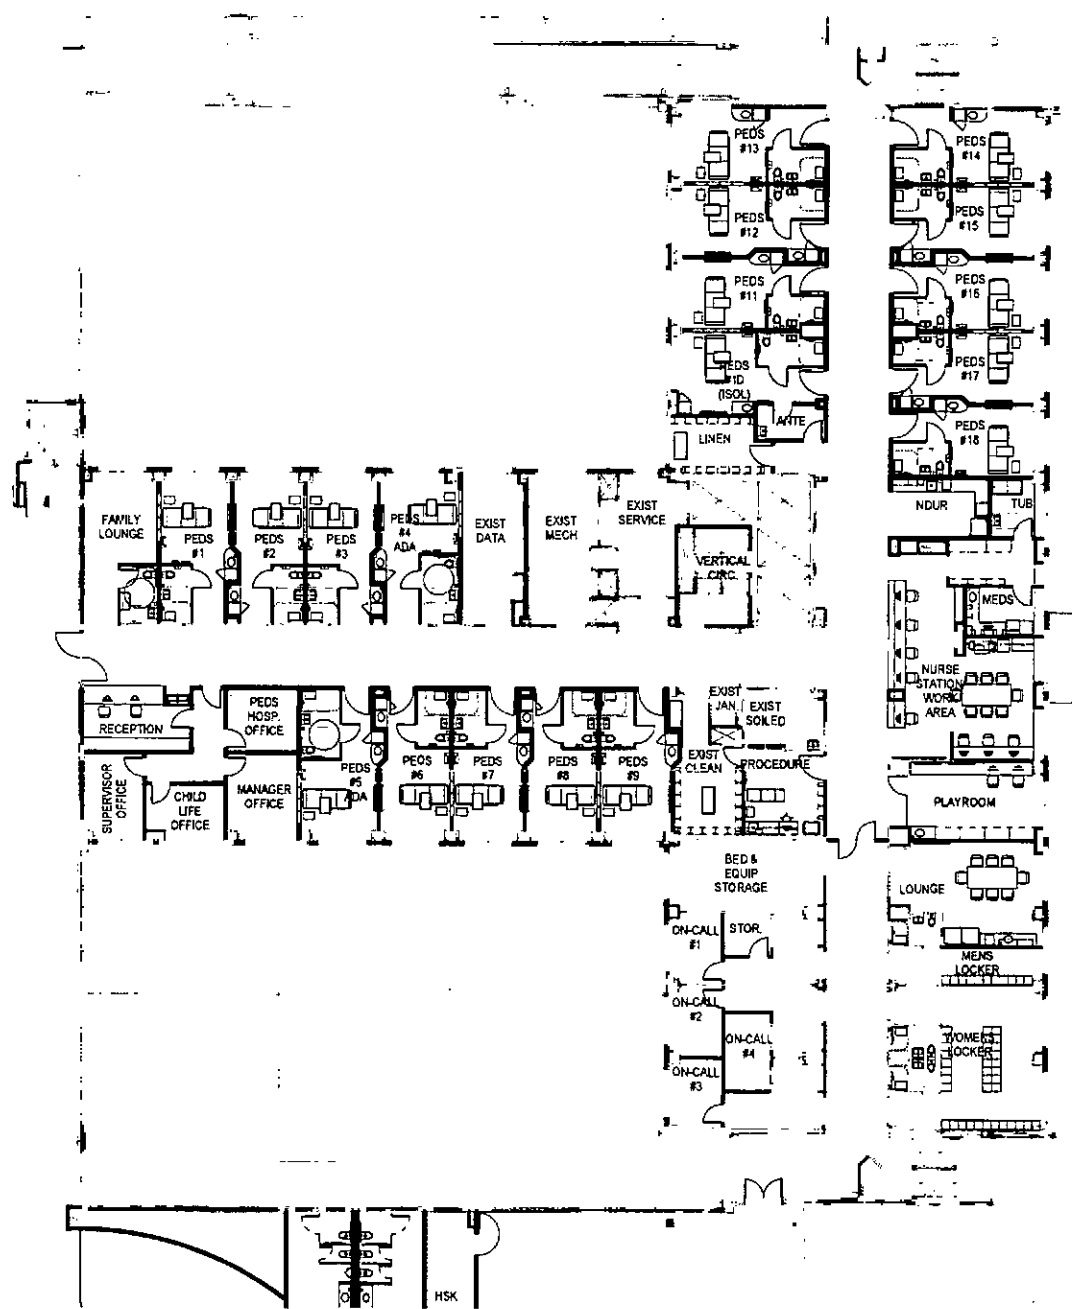 PEDS
#13
PEDS
#14
PEDS
#12
PEDS
#15
PEDS
#11
PEDS
#16
PEDS
#1D
(ISOL)
PEDS
#17
ANTE
LINEN
PEDS
#18
NDUR
TUB
FAMILY
LOUNGE
PEDS
#1
PEDS
#2
PEDS
#3
PEDS
#4
ADA
EXIST
DATA
EXIST
MECH
EXIST
SERVICE
VERTICAL
CIRC.
MEDS
NURSE
STATION
WORK
AREA
RECEPTION
PEDS
HOSP.
OFFICE
EXIST
JAN.
EXIST
SOILED
SUPERVISOR
OFFICE
CHILD
LIFE
OFFICE
MANAGER
OFFICE
PEDS
#5
ADA
PEDS
#6
PEDS
#7
PEDS
#8
PEDS
#9
EXIST
CLEAN
PROCEDURE
PLAYROOM
BED &
EQUIP
STORAGE
LOUNGE
ON-CALL
#1
STOR.
MENS
LOCKER
ON-CALL
#2
ON-CALL
#4
WOMENS
LOCKER
ON-CALL
#3
HSK